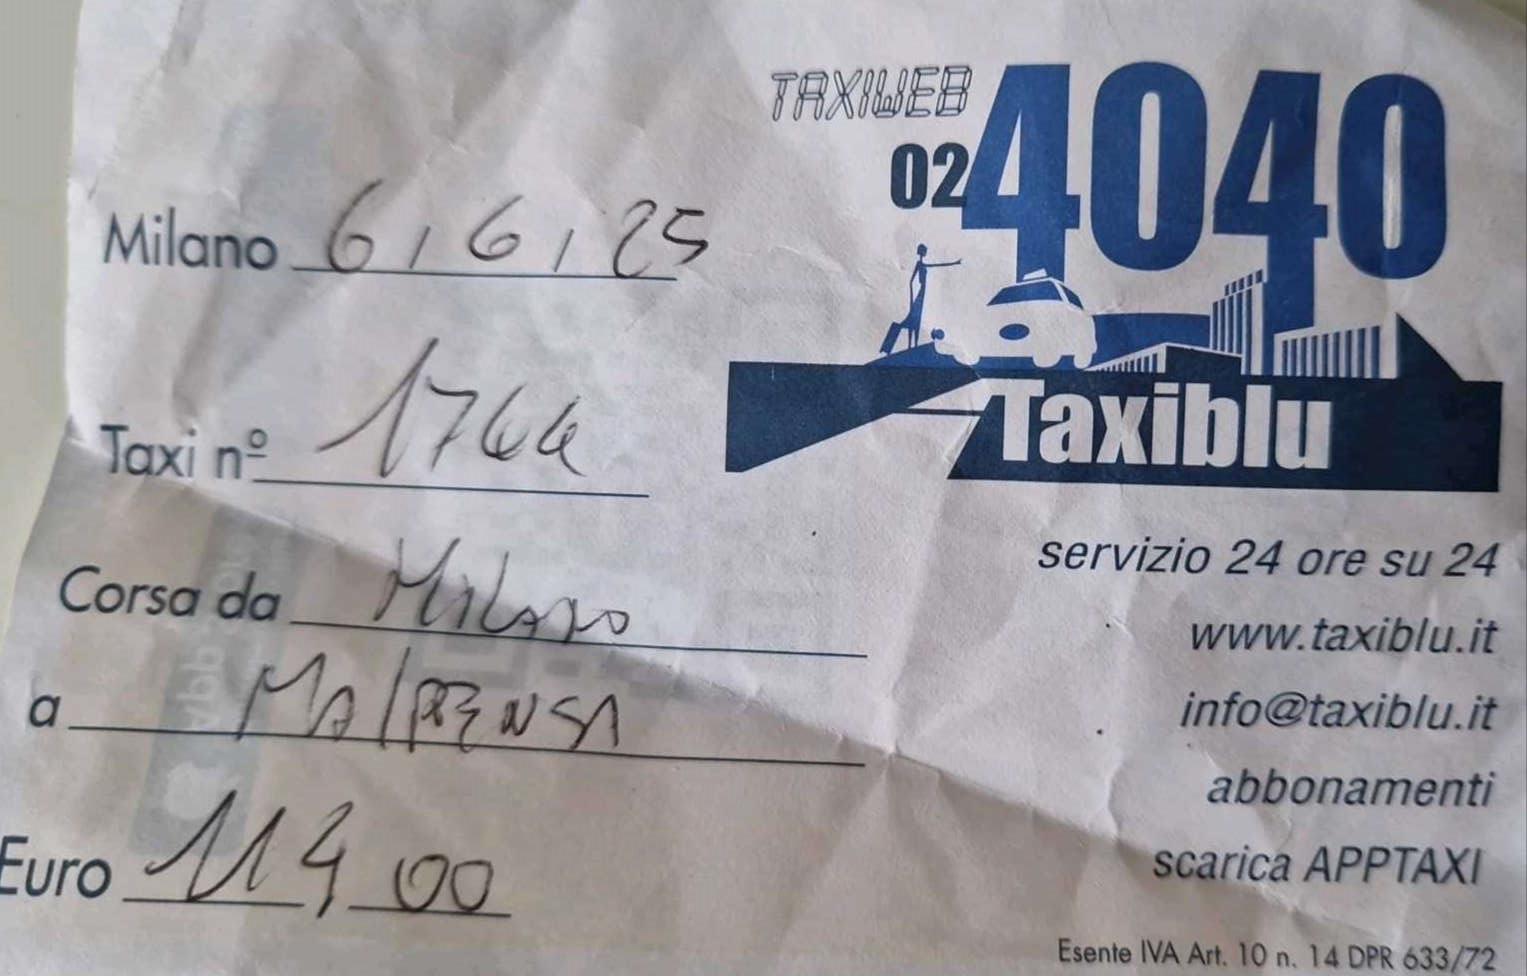 TAXIWEB
02 4040
Taxiblu
Milano 6/6/25
Taxi nº 1764
Corsa da Milano
a MAlPENSA
Euro 114,00
servizio 24 ore su 24
www.taxiblu.it
info@taxiblu.it
abbonamenti
scarica APPTAXI
Esente IVA Art. 10 n. 14 DPR 633/72